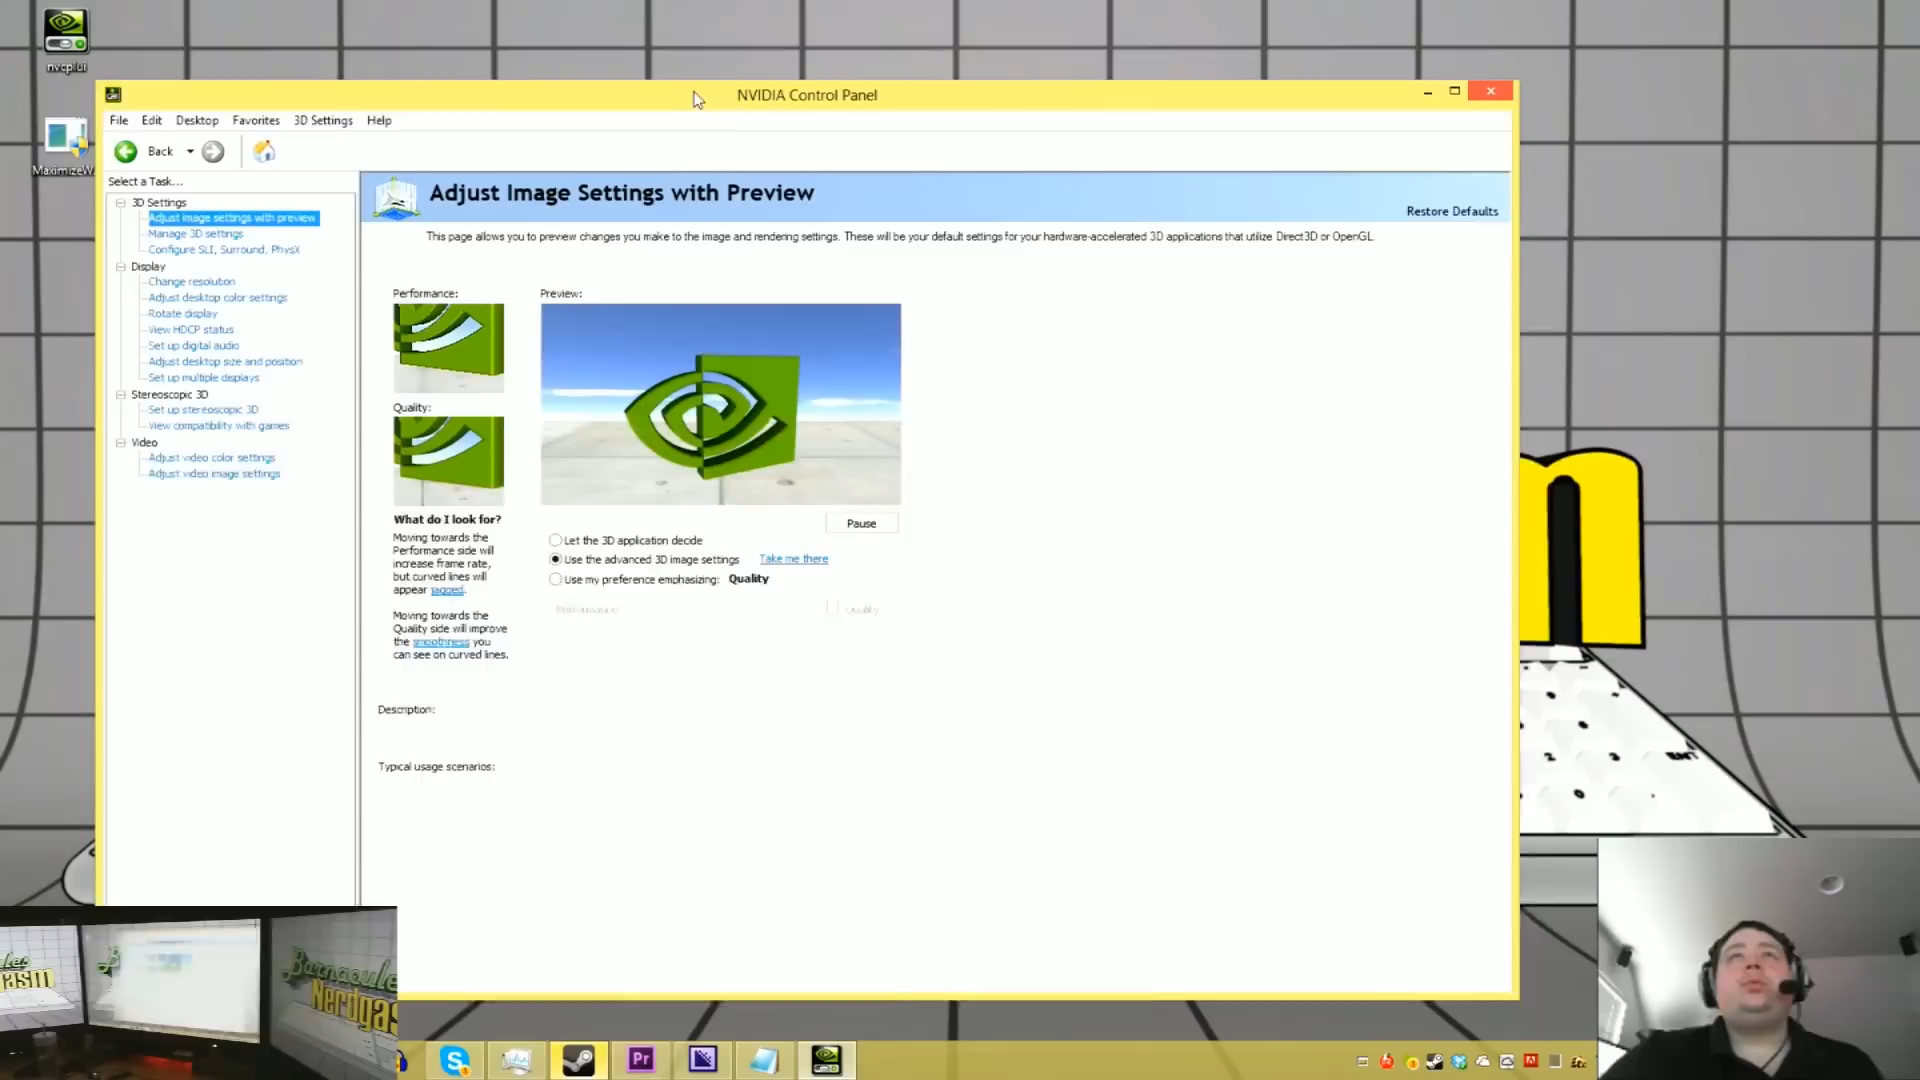 nvcplui
NVIDIA Control Panel
File Edit Desktop Favorites 3D Settings Help
Back
MaximizeW
Select a Task...
3D Settings
Adjust image settings with preview
Manage 3D settings
Configure SLI, Surround, PhysX
Display
Change resolution
Adjust desktop color settings
Rotate display
View HDCP status
Set up digital audio
Adjust desktop size and position
Set up multiple displays
Stereoscopic 3D
Set up stereoscopic 3D
View compatibility with games
Video
Adjust video color settings
Adjust video image settings
Adjust Image Settings with Preview
Restore Defaults
This page allows you to preview changes you make to the image and rendering settings. These will be your default settings for your hardware-accelerated 3D applications that utilize Direct3D or OpenGL.
Performance:
Preview:
Quality:
What do I look for?
Moving towards the
Performance side will
increase frame rate,
but curved lines will
appear jagged.
Moving towards the
Quality side will improve
the smoothness you
can see on curved lines.
Pause
Let the 3D application decide
Use the advanced 3D image settings Take me there
Use my preference emphasizing: Quality
Performance Quality
Description:
Typical usage scenarios:
Barnacules
Nerdgas
les
gasm
Pr